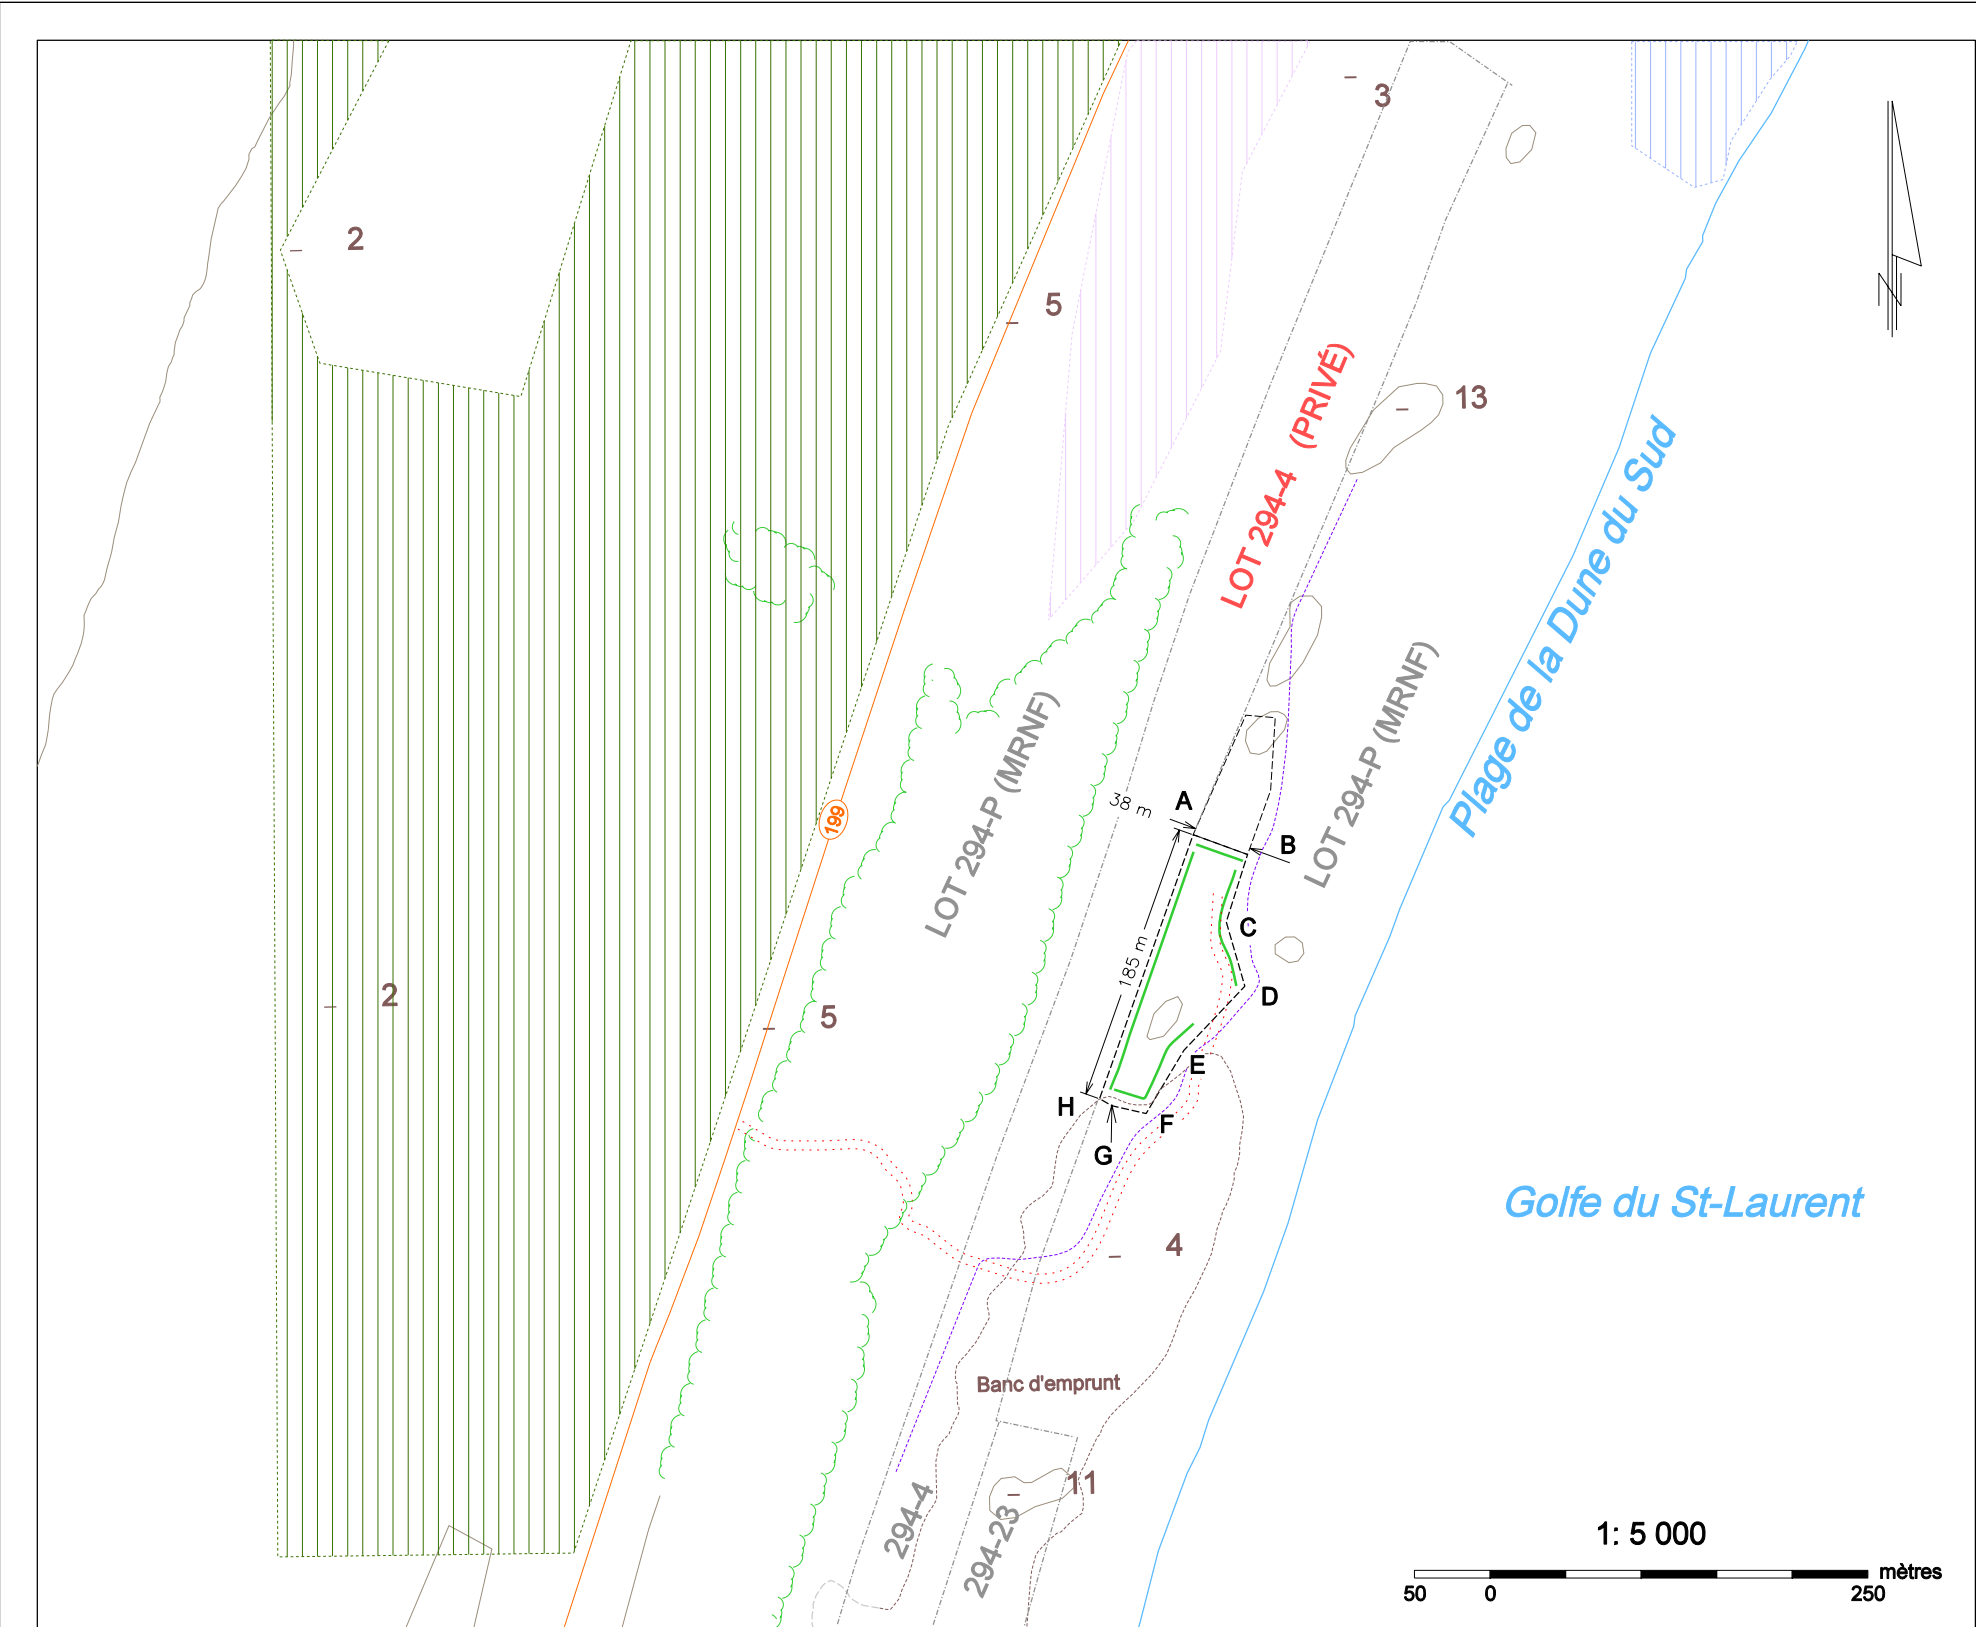 3
2
5
13
LOT 294-4 (PRIVÉ)
Plage de la Dune du Sud
LOT 294-P (MRNF)
LOT 294-P (MRNF)
199
38 m
A
B
185 m
C
D
2
5
E
H
F
G
4
Golfe du St-Laurent
Banc d'emprunt
11
294-4
294-23
1: 5 000
mètres
50 0 250
N